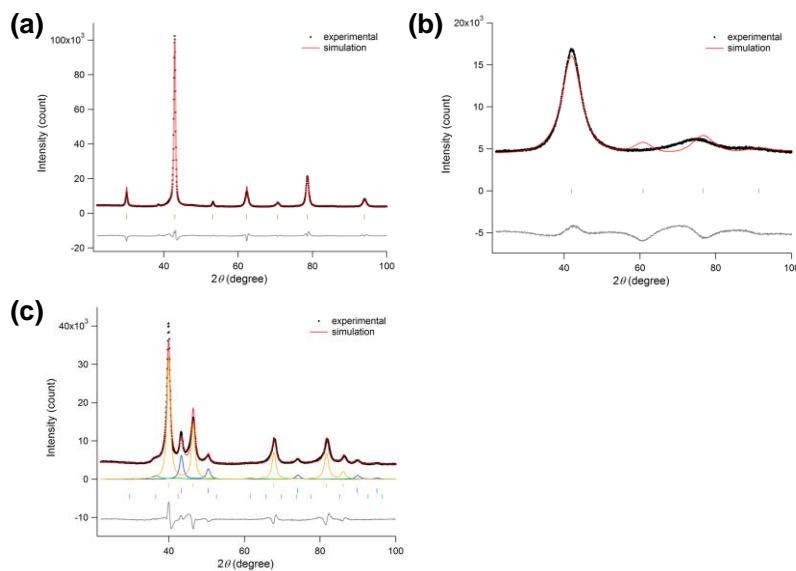 (a)
100x10³
80
60
40
20
0
-20
Intensity (count)
experimental
simulation
40
60
80
100
2θ (degree)
(b)
20x10³
15
10
5
0
-5
Intensity (count)
experimental
simulation
40
60
80
100
2θ (degree)
(c)
40x10³
30
20
10
0
-10
Intensity (count)
experimental
simulation
40
60
80
100
2θ (degree)